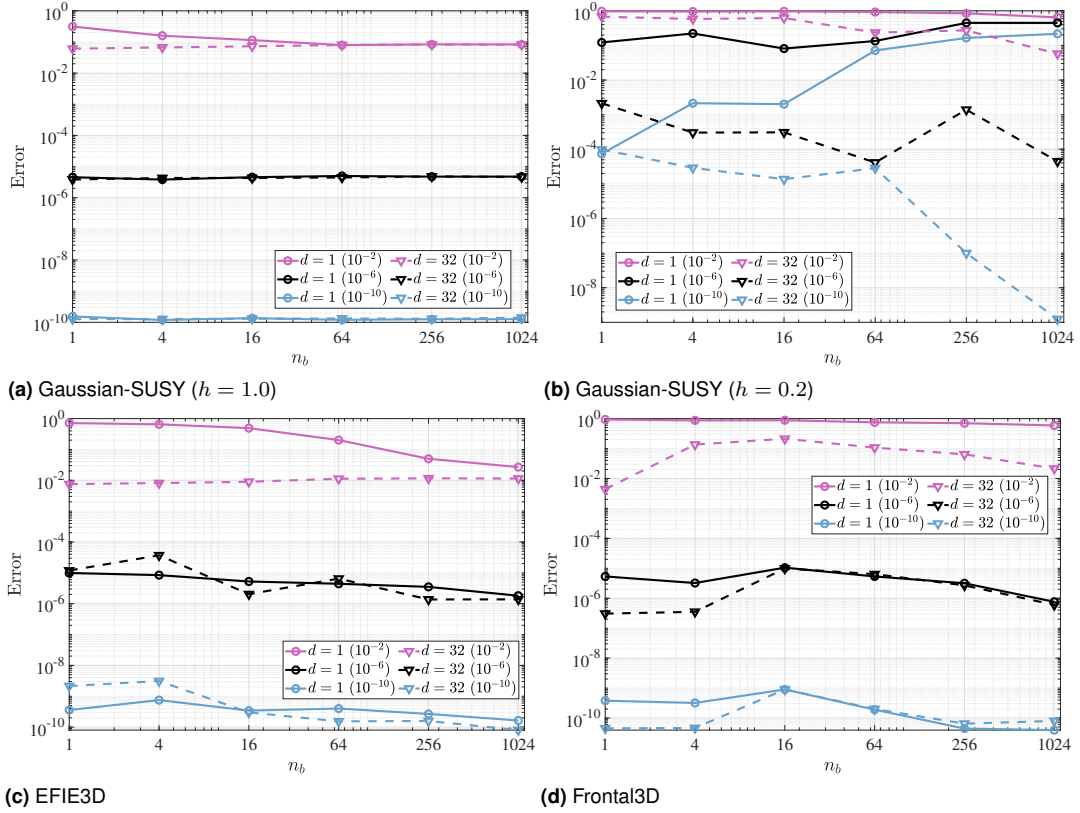 10^0
10^-2
10^-4
10^-6
10^-8
10^-10
Error
d = 1 (10^-2) d = 32 (10^-2)
d = 1 (10^-6) d = 32 (10^-6)
d = 1 (10^-10) d = 32 (10^-10)
1 4 16 64 256 1024
n_b
(a) Gaussian-SUSY (h = 1.0)
10^0
10^-2
10^-4
10^-6
10^-8
Error
d = 1 (10^-2) d = 32 (10^-2)
d = 1 (10^-6) d = 32 (10^-6)
d = 1 (10^-10) d = 32 (10^-10)
1 4 16 64 256 1024
n_b
(b) Gaussian-SUSY (h = 0.2)
10^0
10^-2
10^-4
10^-6
10^-8
10^-10
Error
d = 1 (10^-2) d = 32 (10^-2)
d = 1 (10^-6) d = 32 (10^-6)
d = 1 (10^-10) d = 32 (10^-10)
1 4 16 64 256 1024
n_b
(c) EFIE3D
10^0
10^-2
10^-4
10^-6
10^-8
10^-10
Error
d = 1 (10^-2) d = 32 (10^-2)
d = 1 (10^-6) d = 32 (10^-6)
d = 1 (10^-10) d = 32 (10^-10)
1 4 16 64 256 1024
n_b
(d) Frontal3D